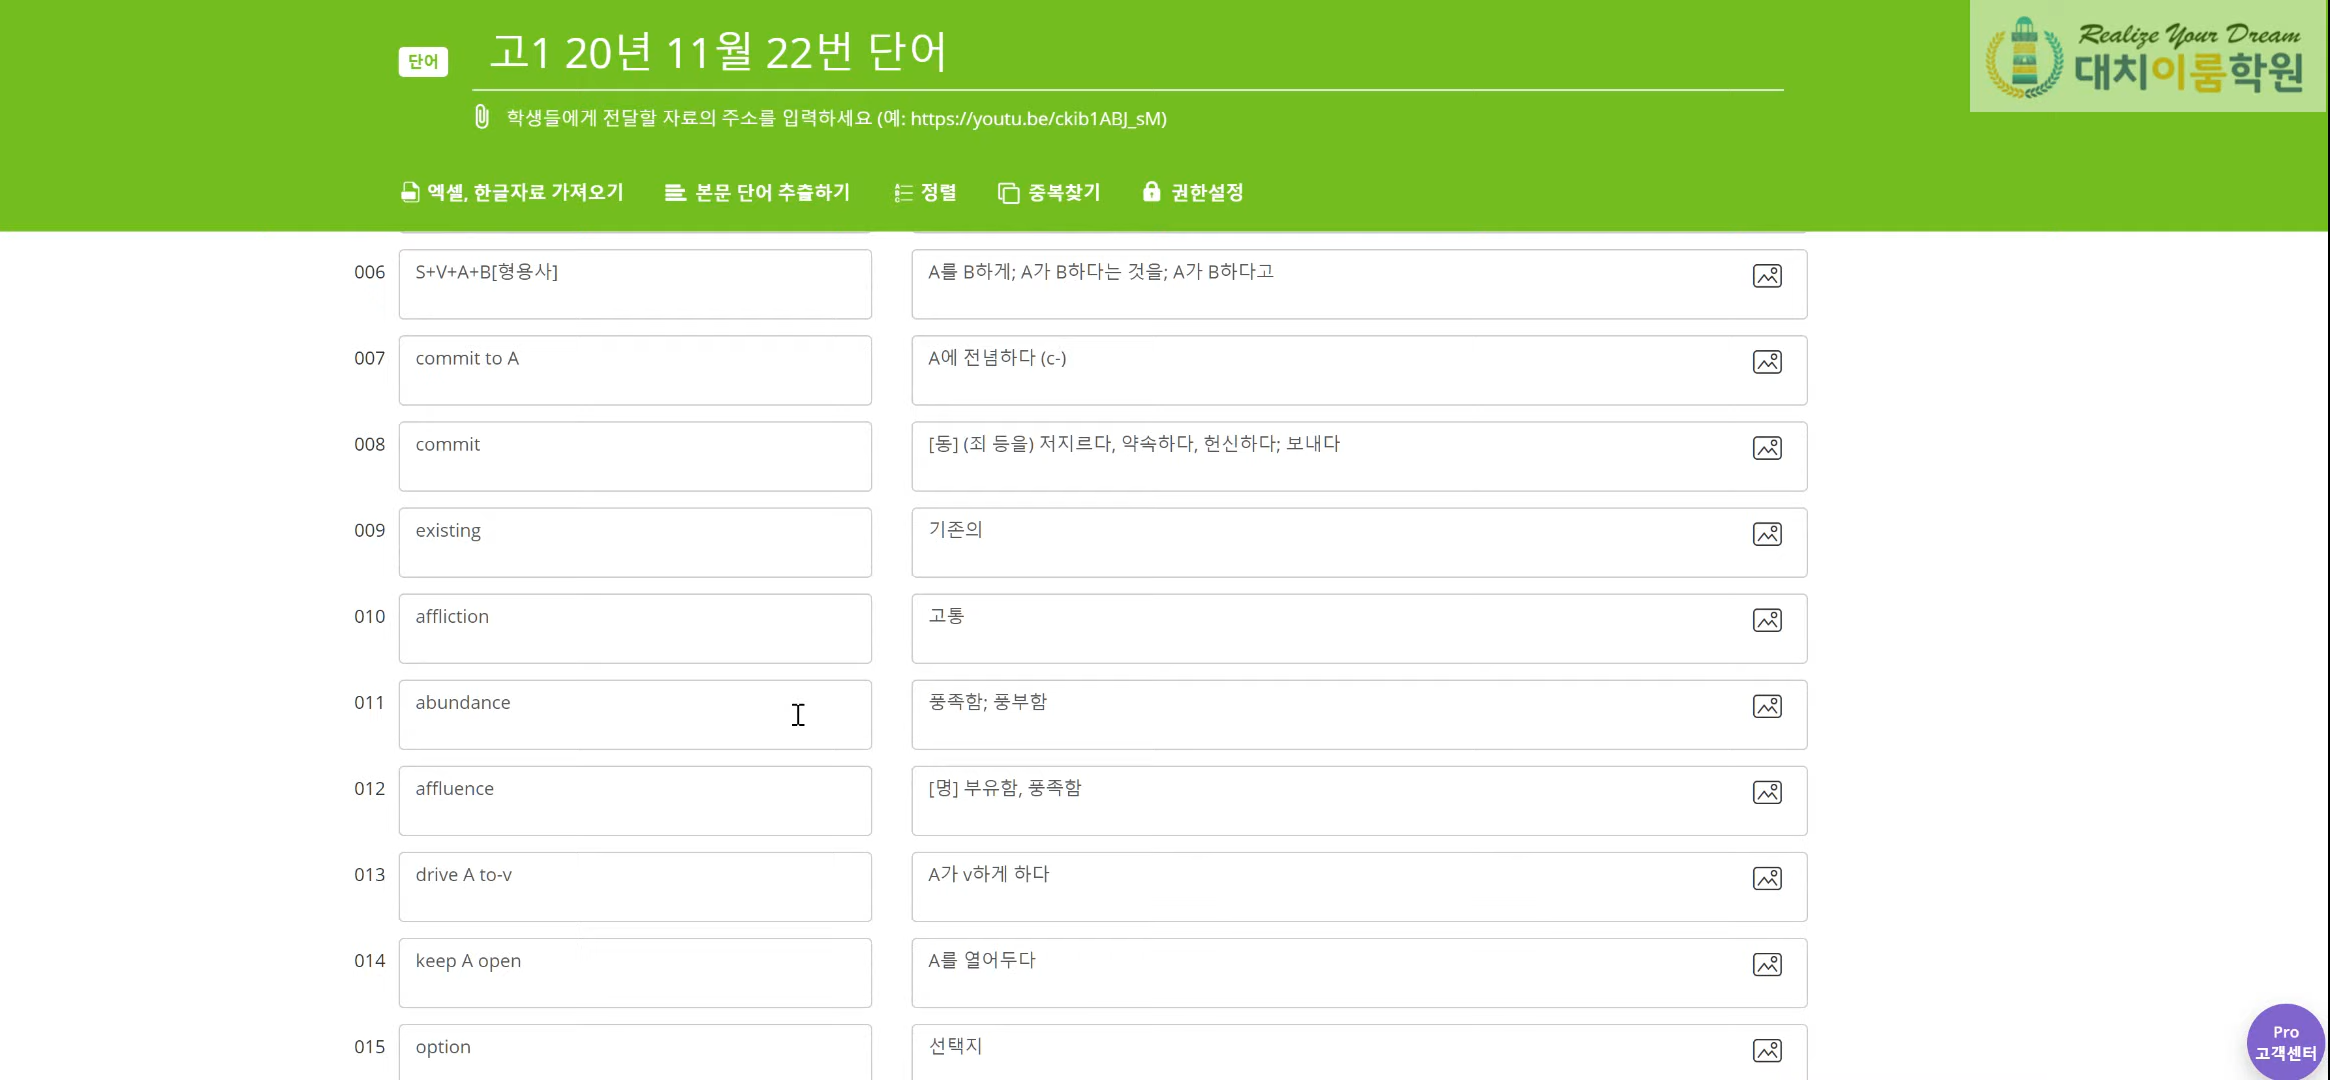 단어
고1 20년 11월 22번 단어
Realize Your Dream
대치이룸학원
학생들에게 전달할 자료의 주소를 입력하세요 (예: https://youtu.be/ckib1ABJ_sM)
엑셀, 한글자료 가져오기 본문 단어 추출하기 정렬 중복찾기 권한설정
006 S+V+A+B[형용사] A를 B하게; A가 B하다는 것을; A가 B하다고
007 commit to A A에 전념하다 (c-)
008 commit [동] (죄 등을) 저지르다, 약속하다, 헌신하다; 보내다
009 existing 기존의
010 affliction 고통
011 abundance 풍족함; 풍부함
012 affluence [명] 부유함, 풍족함
013 drive A to-v A가 v하게 하다
014 keep A open A를 열어두다
015 option 선택지
Pro
고객센터